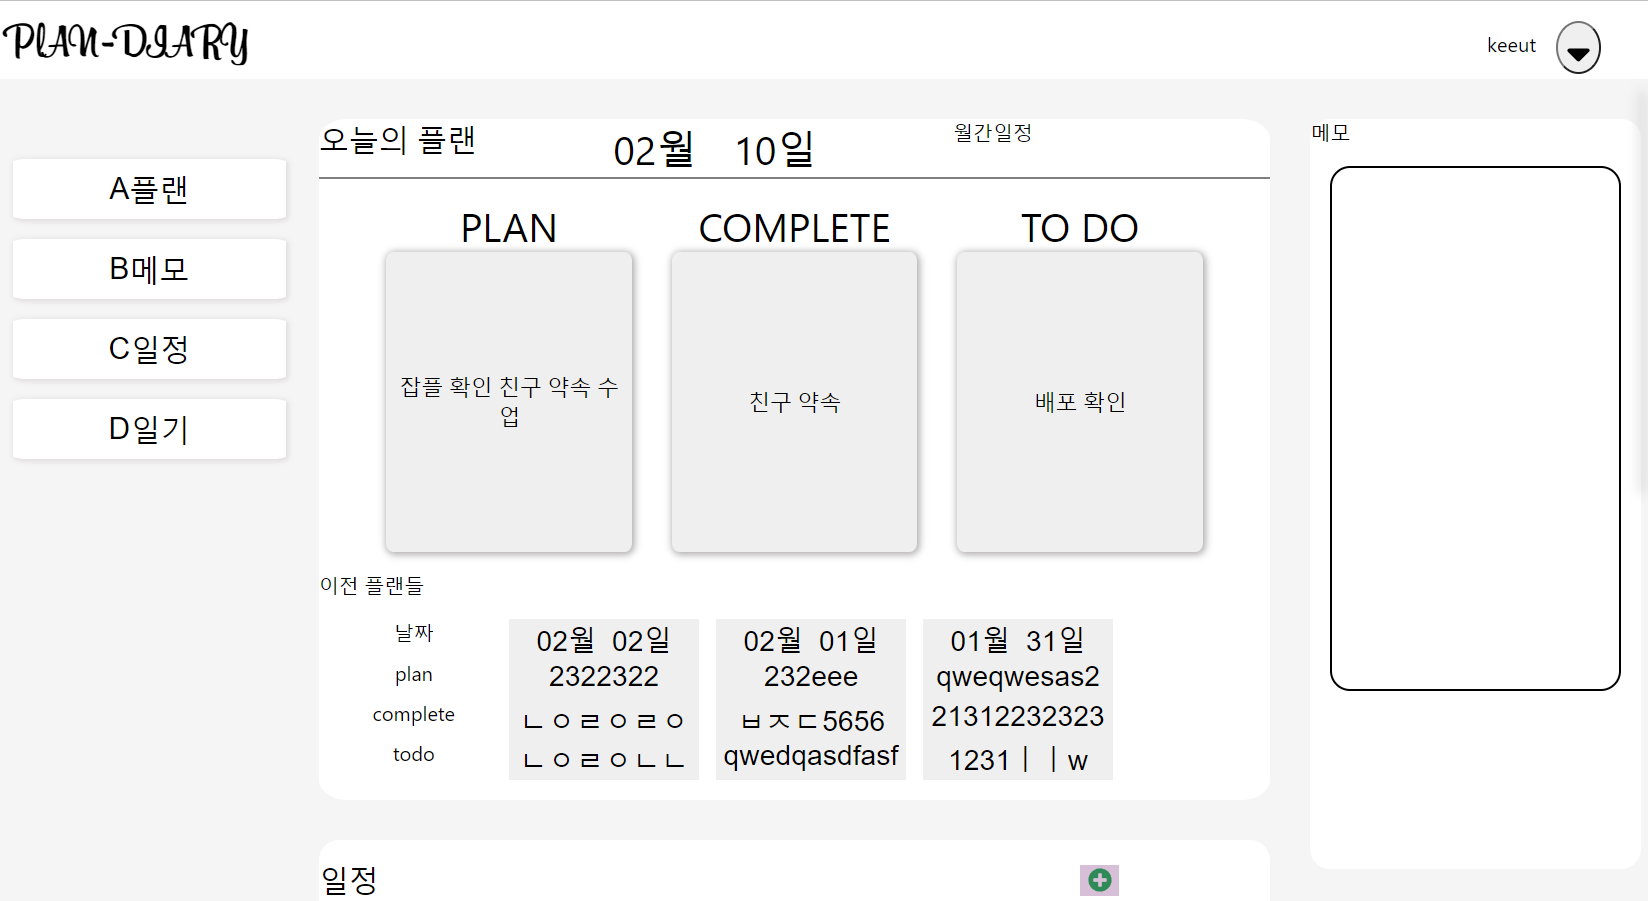 PLAN-DIARY
keeut
A플랜
B메모
C일정
D일기
오늘의 플랜
02월 10일
월간일정
PLAN
COMPLETE
TO DO
잡플 확인 친구 약속 수
업
친구 약속
배포 확인
이전 플랜들
날짜
02월 02일
02월 01일
01월 31일
plan
2322322
232eee
qweqwesas2
complete
ㄴㅇㄹㅇㄹㅇ
ㅂㅈㄷ5656
21312232323
todo
ㄴㅇㄹㅇㄴㄴ
qwedqasdfasf
1231ㅣㅣw
일정
메모